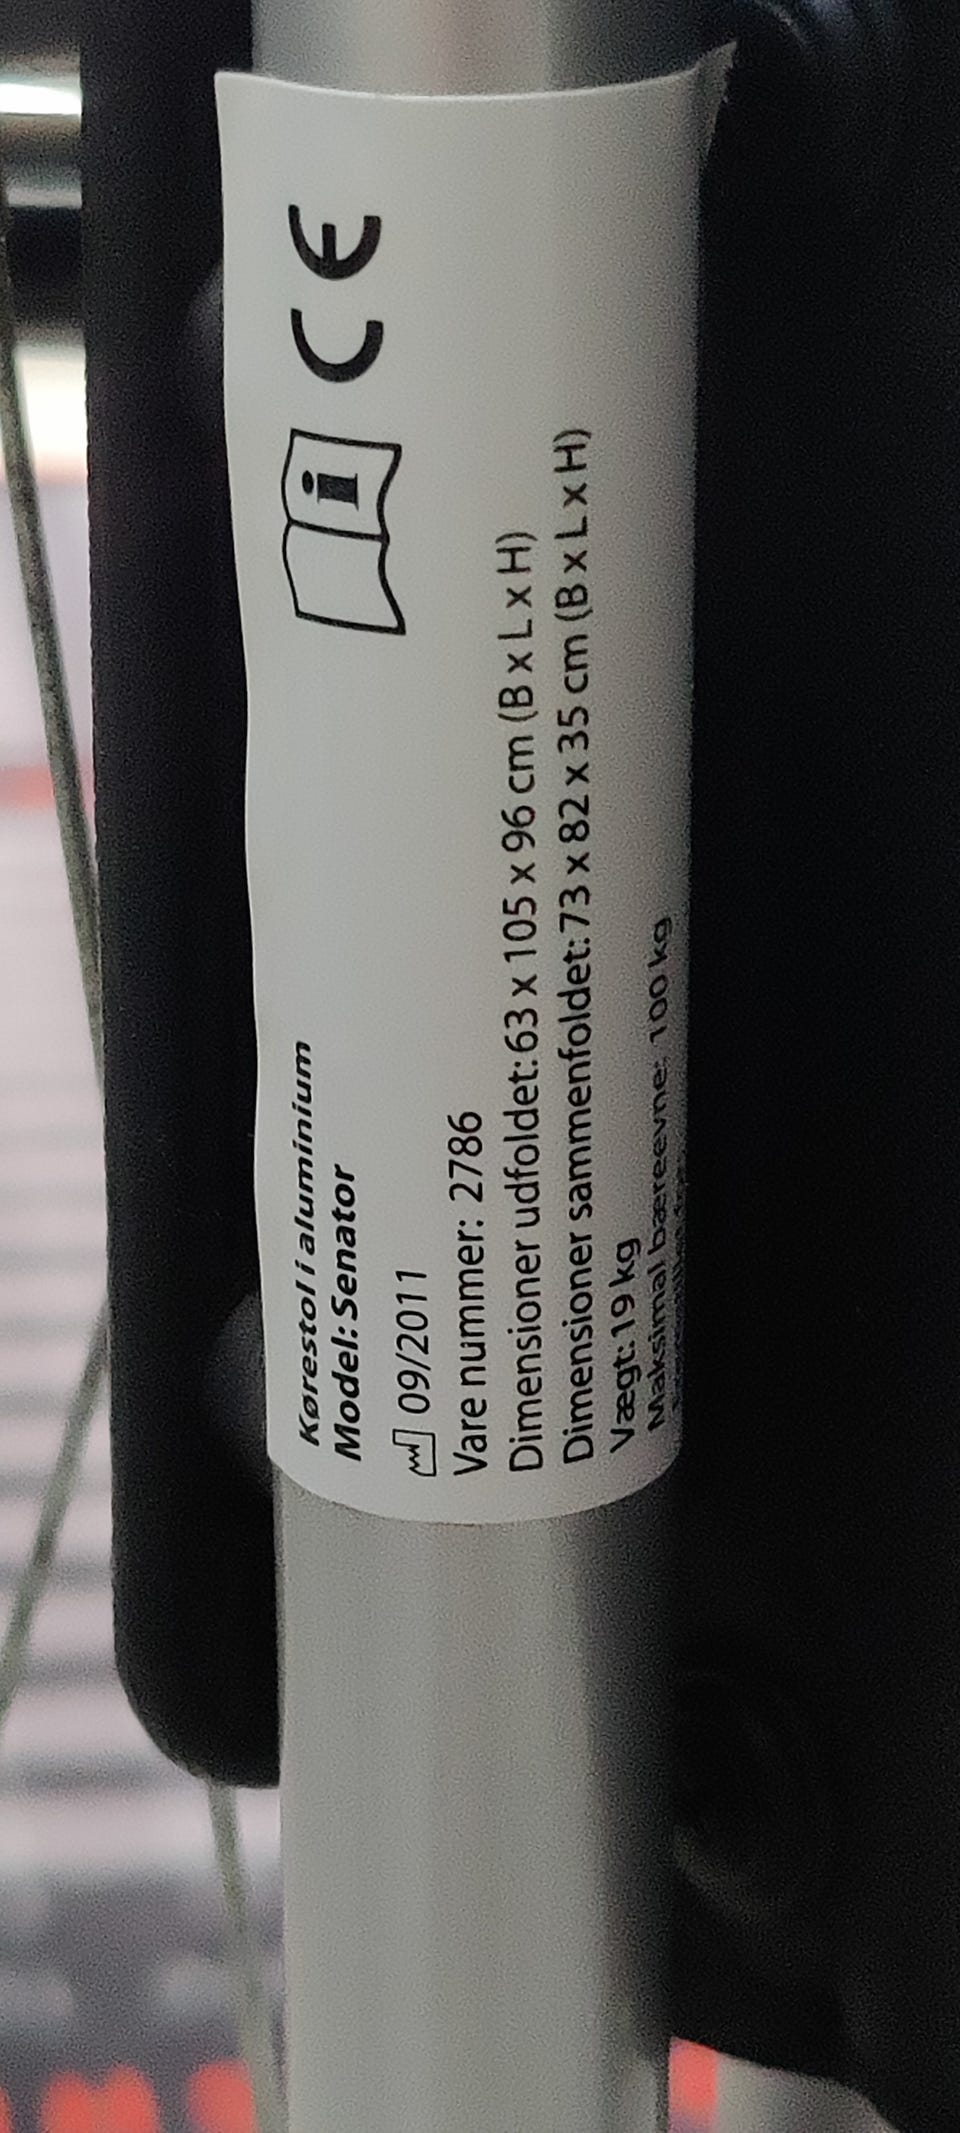 Kørestol i aluminium
Model: Senator
09/2011
Vare nummer: 2786
Dimensioner udfoldet: 63 x 105 x 96 cm (B x L x H)
Dimensioner sammenfoldet: 73 x 82 x 35 cm (B x L x H)
Vægt: 19 kg
Maksimal bæreevne: 100 kg
i
CE